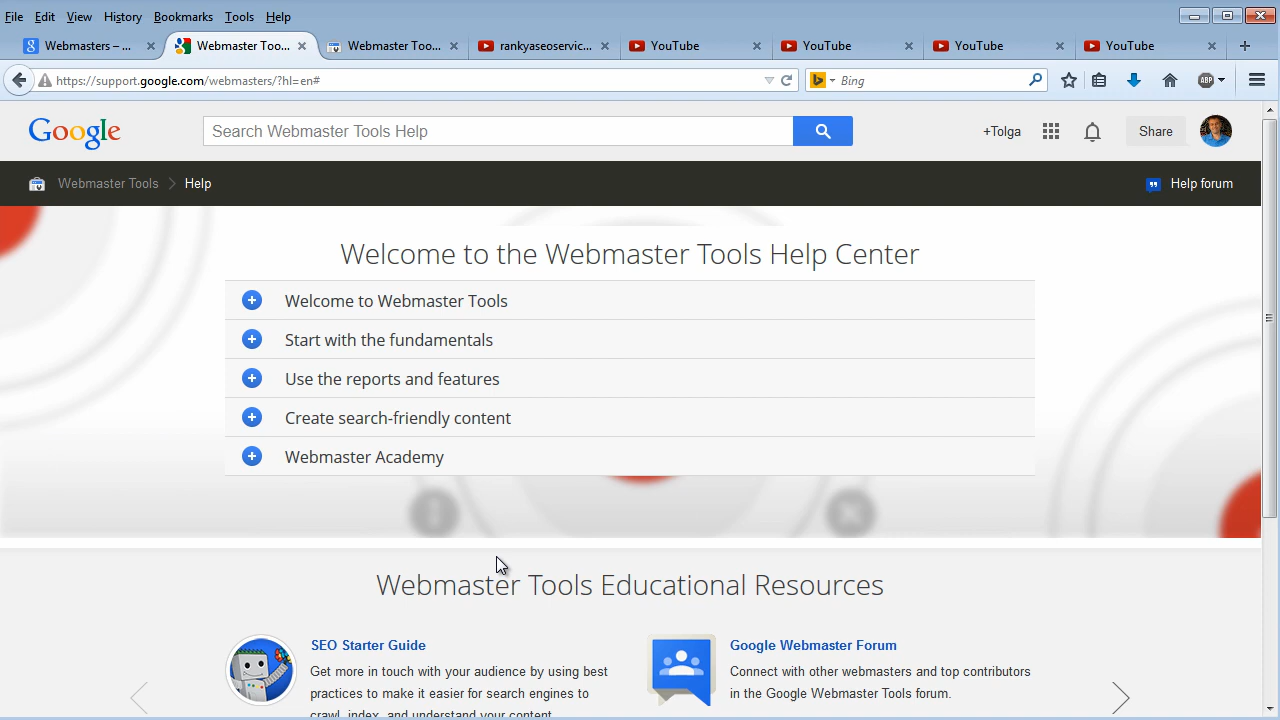 File Edit View History Bookmarks Tools Help
Webmasters – ... Webmaster Too... Webmaster Too... rankyaseoservic... YouTube YouTube YouTube YouTube
https://support.google.com/webmasters/?hl=en# Bing ABP
Google Search Webmaster Tools Help +Tolga Share
Webmaster Tools Help Help forum
Welcome to the Webmaster Tools Help Center
Welcome to Webmaster Tools
Start with the fundamentals
Use the reports and features
Create search-friendly content
Webmaster Academy
Webmaster Tools Educational Resources
SEO Starter Guide
Get more in touch with your audience by using best
practices to make it easier for search engines to
crawl, index, and understand your content.
Google Webmaster Forum
Connect with other webmasters and top contributors
in the Google Webmaster Tools forum.